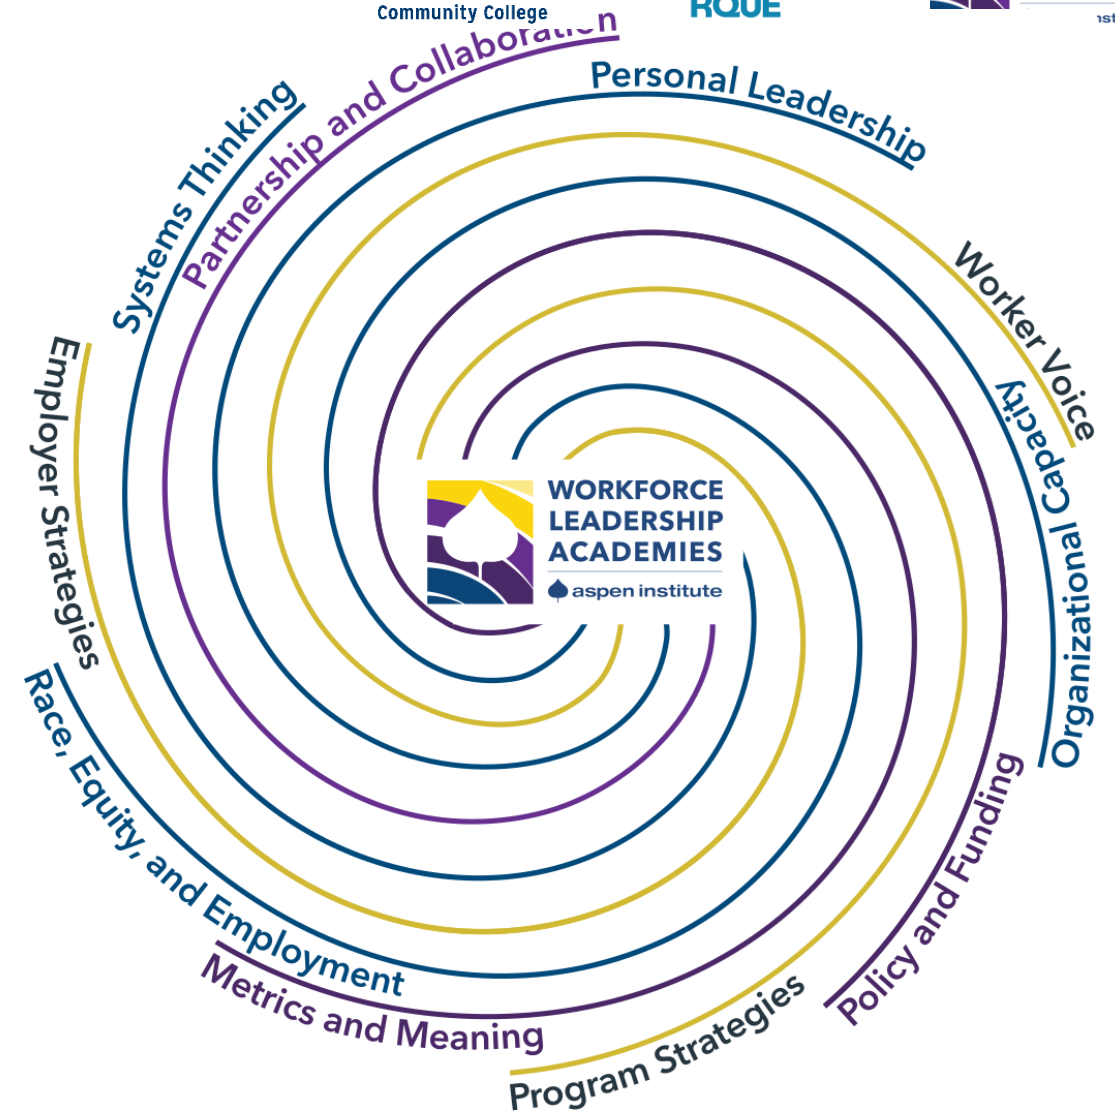 Community College
RQUE
Partnership and Collaboration
Personal Leadership
Systems Thinking
Worker Voice
Employer Strategies
Organizational Capacity
WORKFORCE
LEADERSHIP
ACADEMIES
aspen institute
Race, Equity, and Employment
Policy and Funding
Metrics and Meaning
Program Strategies